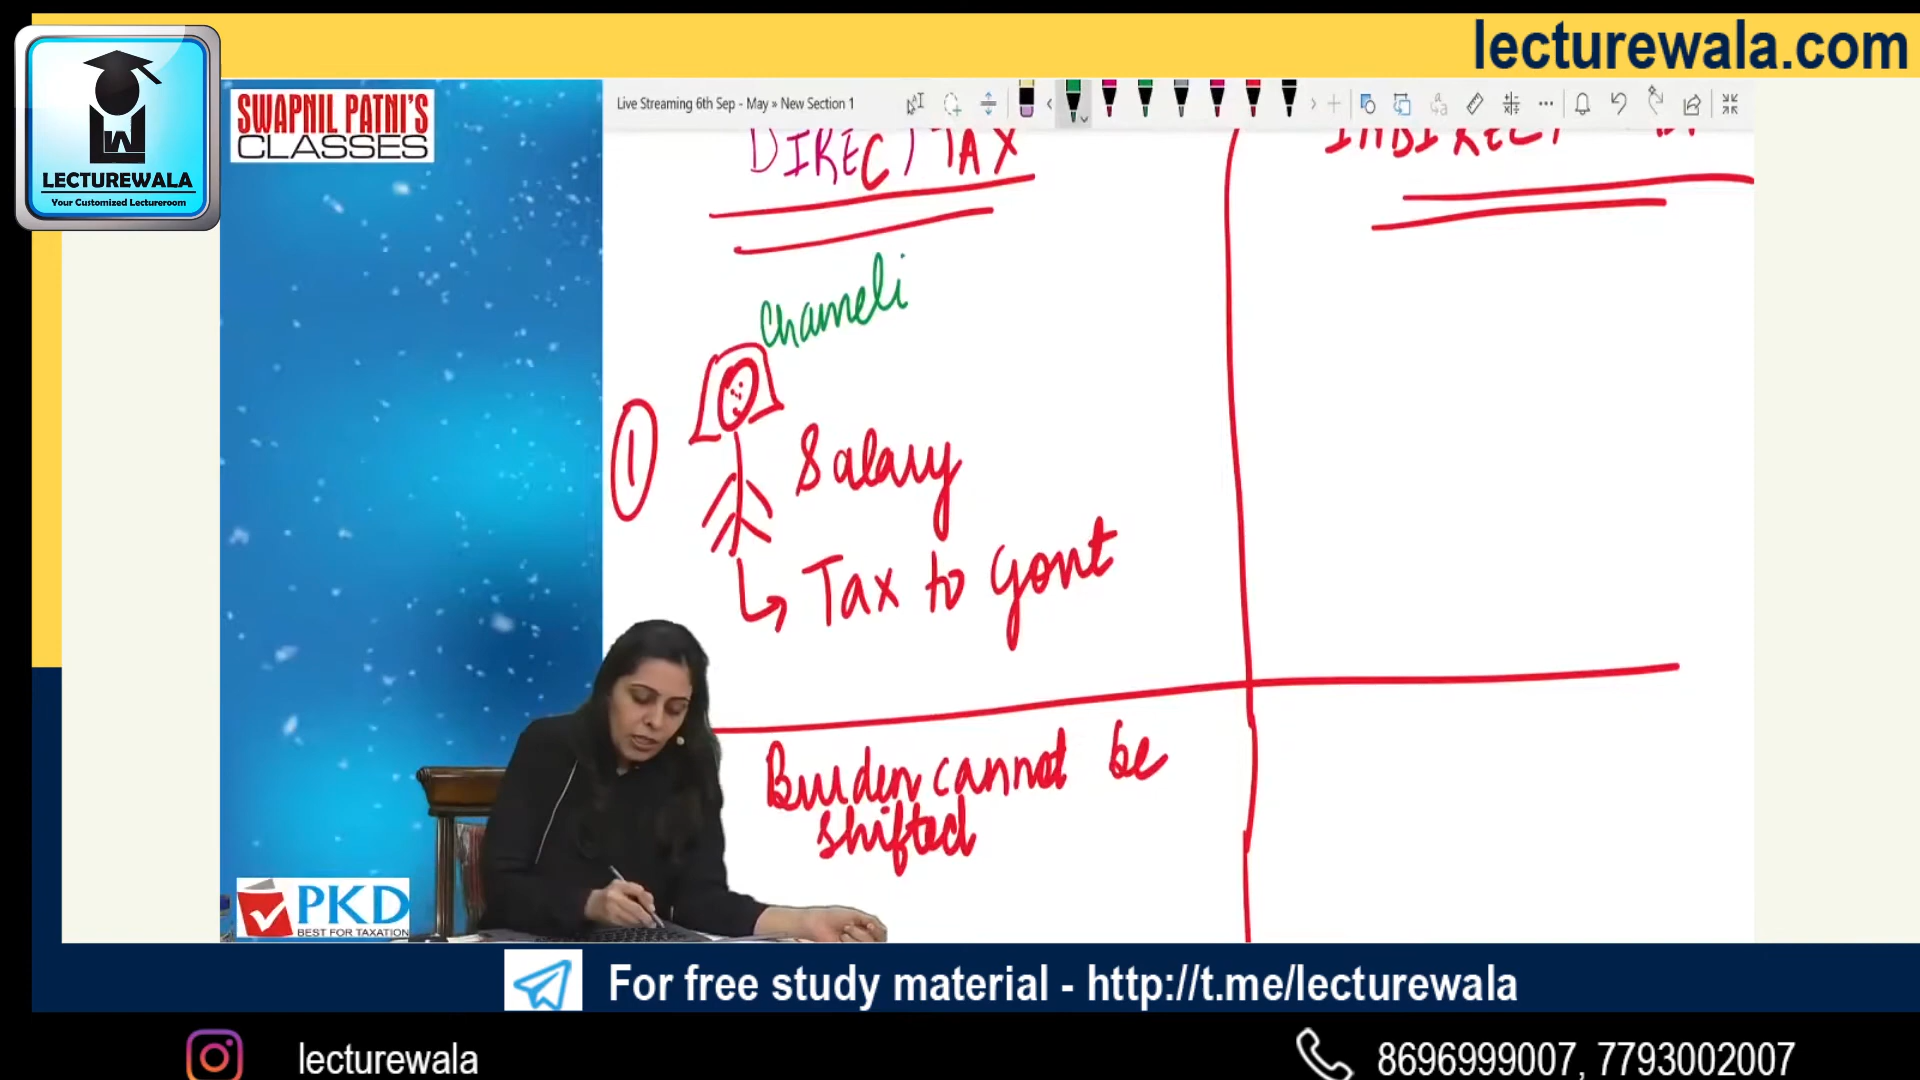 lecturewala.com
LW
LECTUREWALA
Your Customized Lectureroom
SWAPNIL PATNI'S
CLASSES
Live Streaming 6th Sep - May » New Section 1
DIRECT TAX
INDIRECT
Chameli
1
Salary
Tax to govt
Burden cannot be
shifted
PKD
BEST FOR TAXATION
For free study material - http://t.me/lecturewala
lecturewala
8696999007, 7793002007